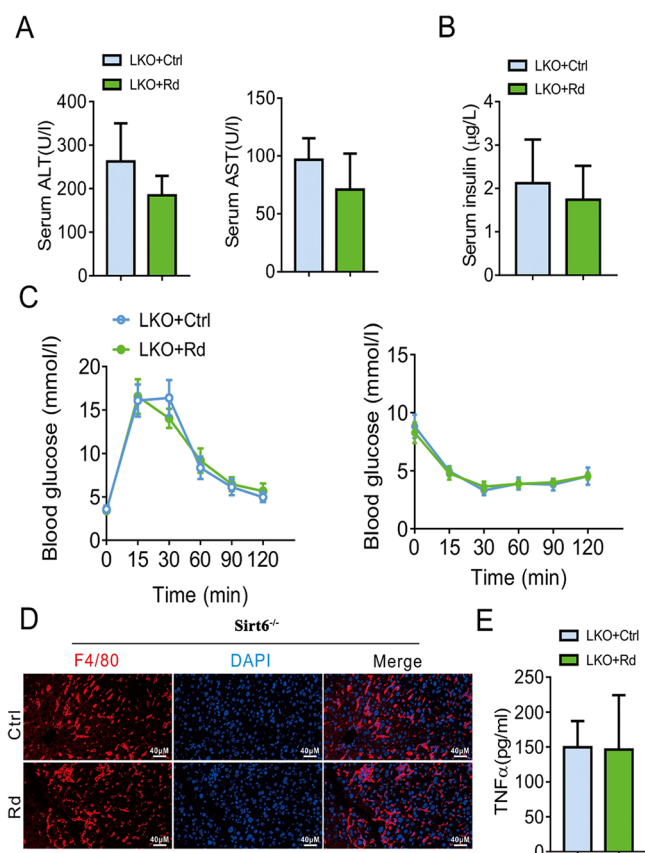 A
LKO+Ctrl
LKO+Rd
Serum ALT(U/l)
400
300
200
100
0
Serum AST(U/l)
150
100
50
0
B
LKO+Ctrl
LKO+Rd
Serum insulin (μg/L)
4
3
2
1
0
C
LKO+Ctrl
LKO+Rd
Blood glucose (mmol/l)
20
15
10
5
0
0 15 30 60 90 120
Time (min)
Blood glucose (mmol/l)
15
10
5
0
0 15 30 60 90 120
Time (min)
D
Sirt6-/-
F4/80 DAPI Merge
Ctrl
40μM 40μM 40μM
Rd
40μM 40μM 40μM
E
LKO+Ctrl
LKO+Rd
TNFα(pg/ml)
250
200
150
100
50
0